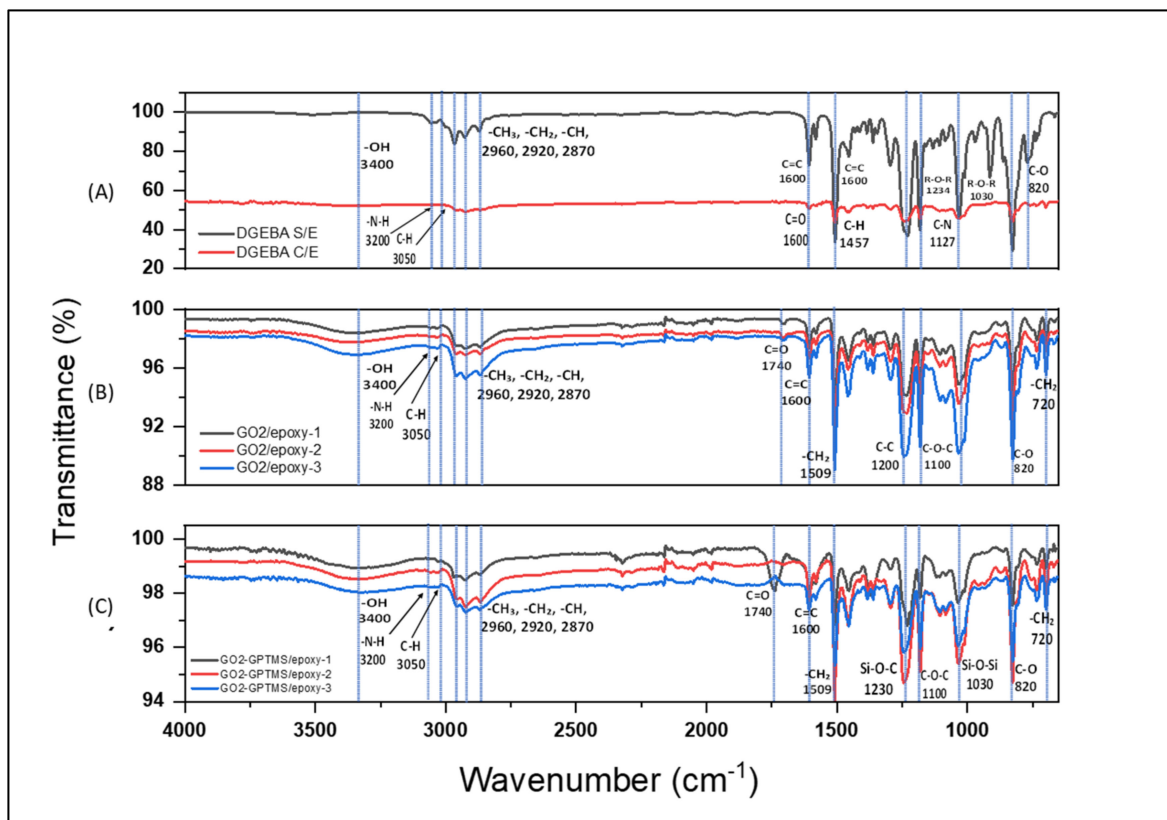 Transmittance (%)
(A)
100
80
60
40
20
-OH
3400
-N-H
3200
C-H
3050
-CH₃, -CH₂, -CH,
2960, 2920, 2870
C=C
1600
C=O
1600
C=C
1600
C-H
1457
R-O-R
1234
C-N
1127
R-O-R
1030
C-O
820
DGEBA S/E
DGEBA C/E
(B)
100
96
92
88
-OH
3400
-N-H
3200
C-H
3050
-CH₃, -CH₂, -CH,
2960, 2920, 2870
C=O
1740
C=C
1600
-CH₂
1509
C-C
1200
C-O-C
1100
C-O
820
-CH₂
720
GO2/epoxy-1
GO2/epoxy-2
GO2/epoxy-3
(C)
100
98
96
94
-OH
3400
-N-H
3200
C-H
3050
-CH₃, -CH₂, -CH,
2960, 2920, 2870
C=O
1740
C=C
1600
-CH₂
1509
Si-O-C
1230
C-O-C
1100
Si-O-Si
1030
C-O
820
-CH₂
720
GO2-GPTMS/epoxy-1
GO2-GPTMS/epoxy-2
GO2-GPTMS/epoxy-3
4000 3500 3000 2500 2000 1500 1000
Wavenumber (cm⁻¹)